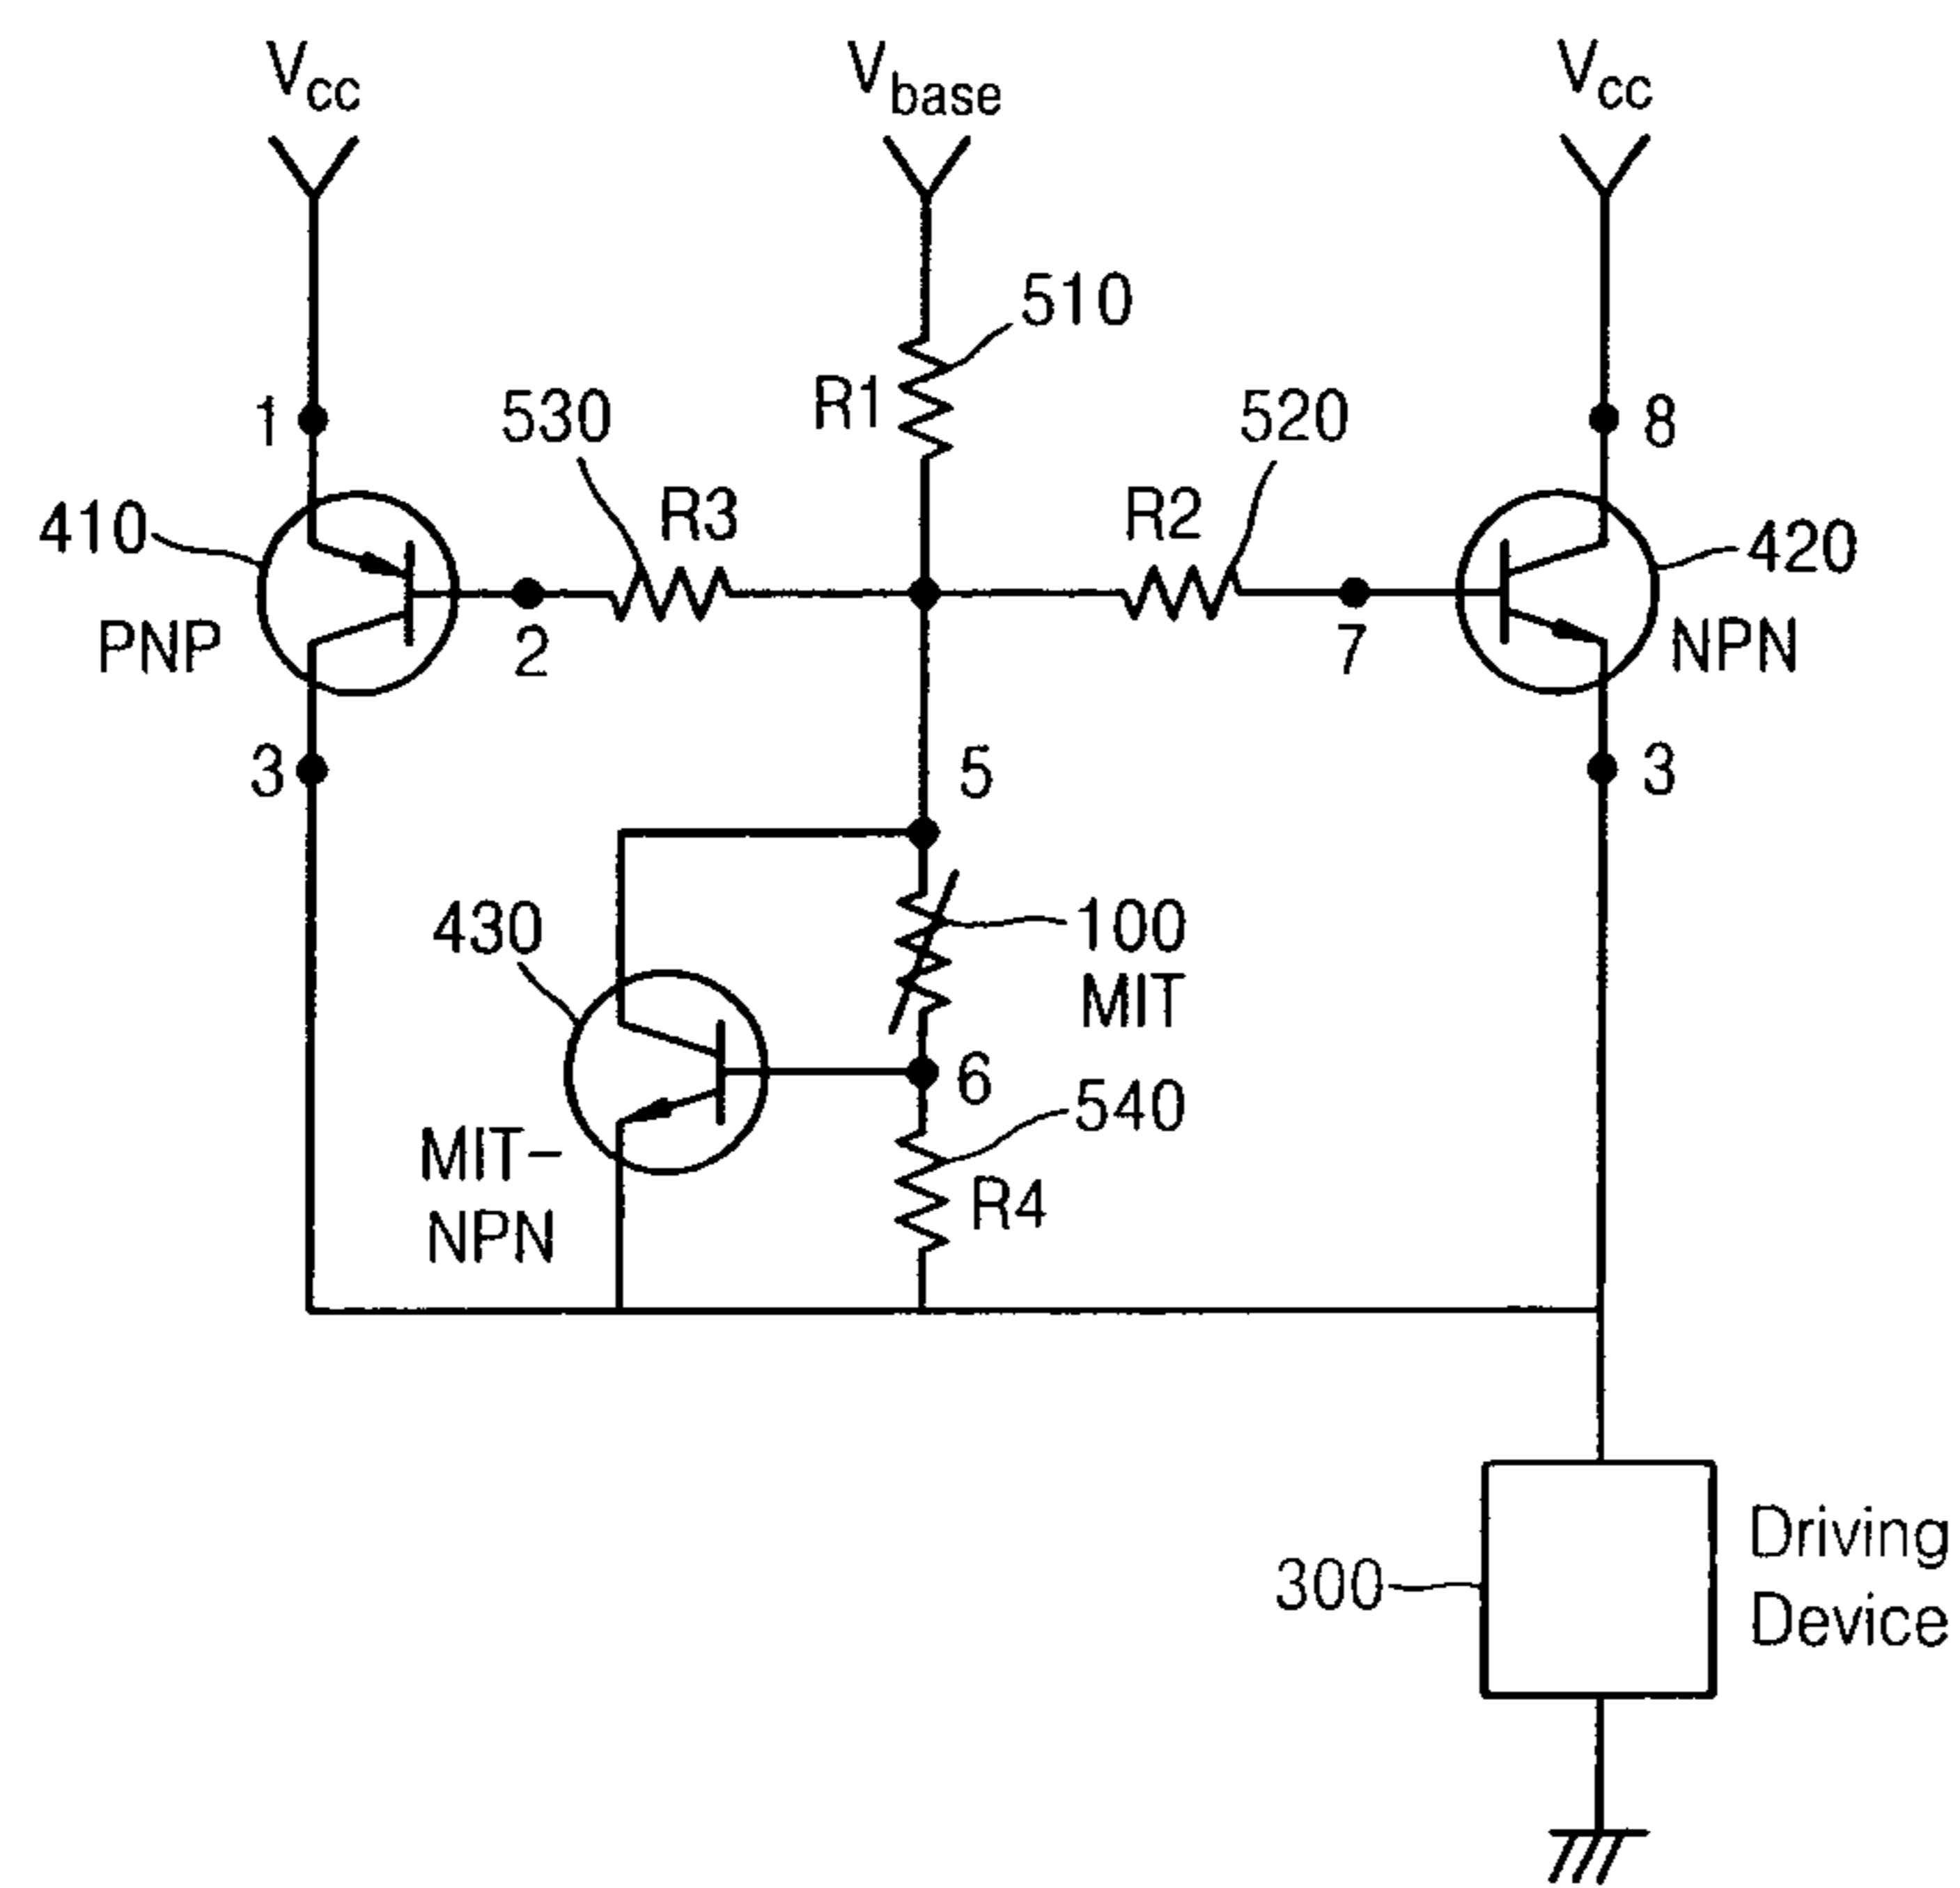 Vcc
Vbase
Vcc
510
R1
1
530
520
8
R3
R2
410
420
PNP
2
7
NPN
3
5
3
430
100
MIT
6
540
MIT-
NPN
R4
300
Driving
Device